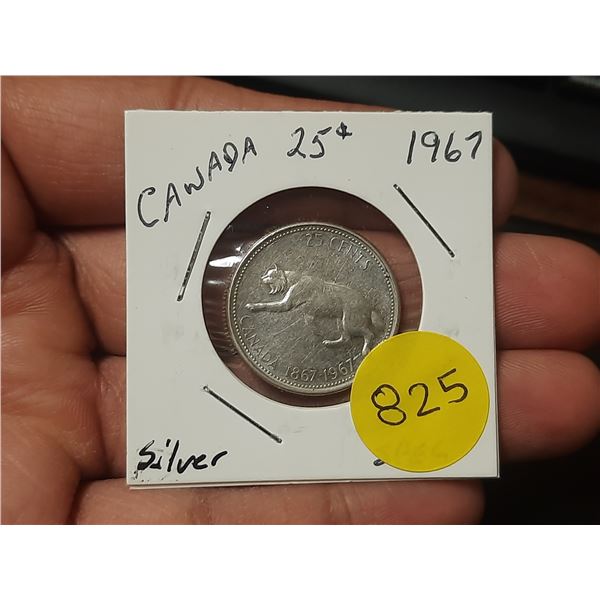 CANADA 25¢ 1967
25 CENTS
CANADA 1867-1967
825
Silver